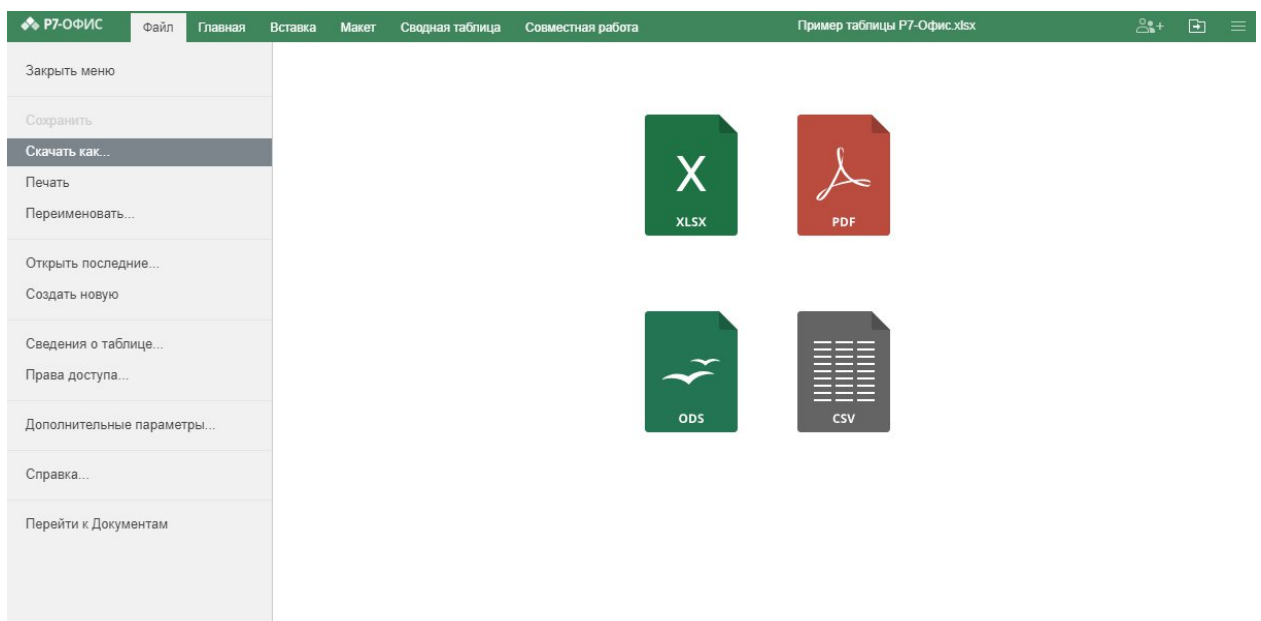 Р7-ОФИС Файл Главная Вставка Макет Сводная таблица Совместная работа Пример таблицы Р7-Офис.xlsx
Закрыть меню
Сохранить
Скачать как...
Печать
Переименовать...
Открыть последние...
Создать новую
Сведения о таблице...
Права доступа...
Дополнительные параметры...
Справка...
Перейти к Документам
X
XLSX PDF
ODS CSV